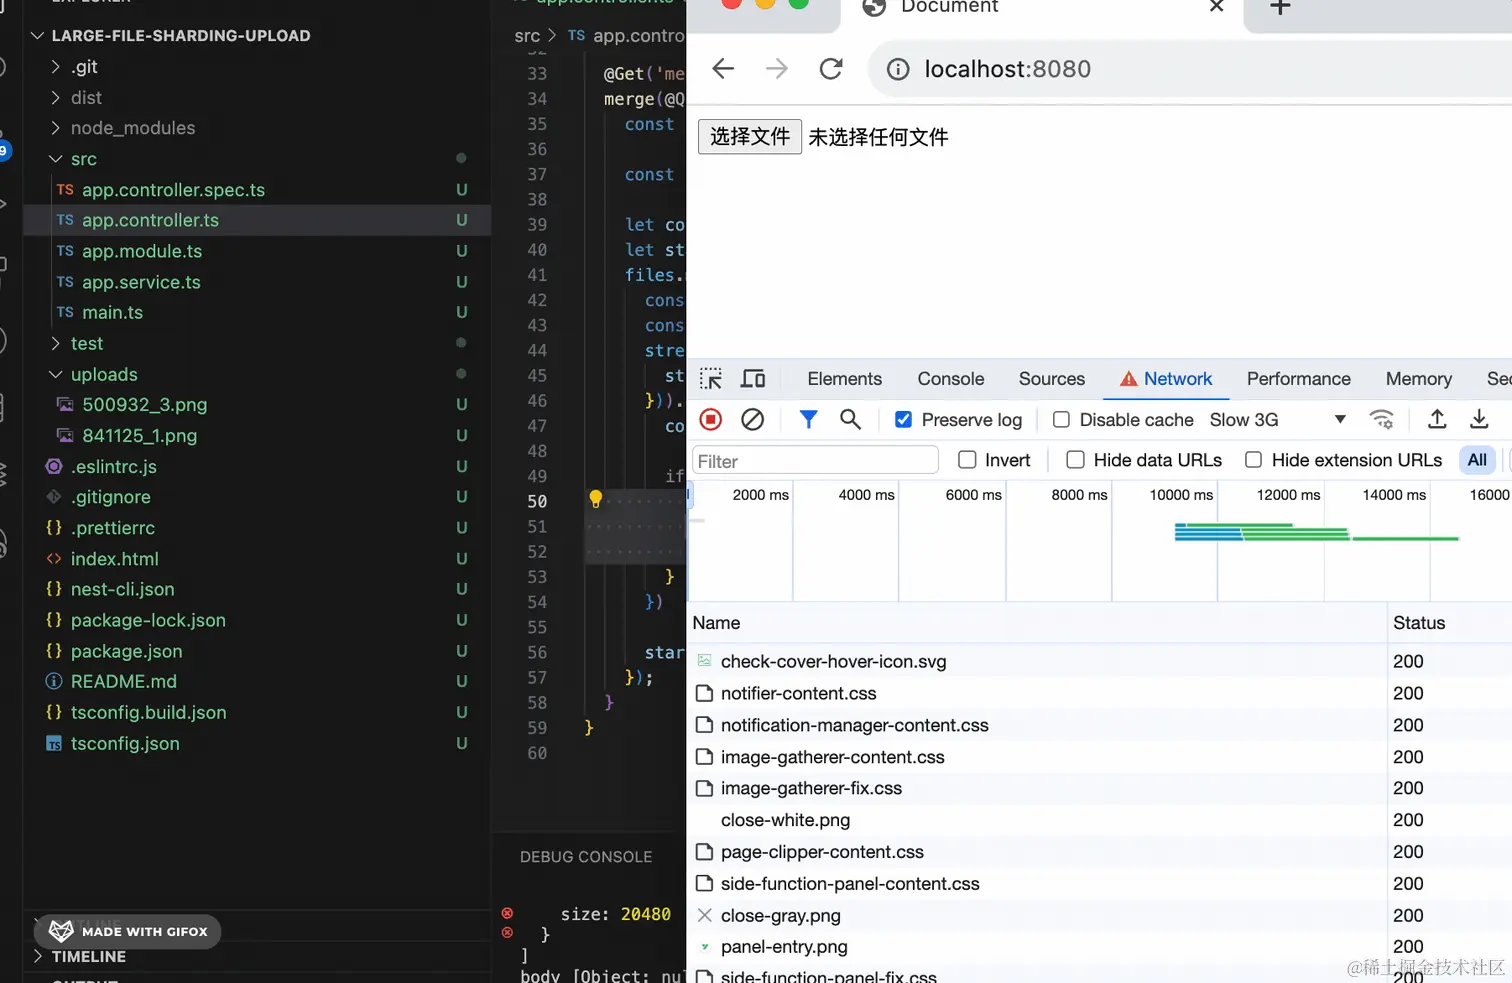 EXPLORER
LARGE-FILE-SHARDING-UPLOAD
.git
dist
node_modules
src
TS app.controller.spec.ts U
TS app.controller.ts U
TS app.module.ts U
TS app.service.ts U
TS main.ts U
test
uploads
500932_3.png U
841125_1.png U
.eslintrc.js U
.gitignore U
{} .prettierrc U
<> index.html U
{} nest-cli.json U
{} package-lock.json U
{} package.json U
README.md U
{} tsconfig.build.json U
TS tsconfig.json U
MADE WITH GIFOX
TIMELINE
9
app.controller.ts
src > TS app.contro
32
33 @Get('me
34 merge(@Q
35 const
36
37 const
38
39 let co
40 let st
41 files.
42 cons
43 cons
44 stre
45 st
46 })).
47 co
48
49 if
50
51
52
53 }
54 })
55
56 star
57 });
58 }
59 }
60
DEBUG CONSOLE
size: 20480
}
]
body [Object: nul
Document
localhost:8080
选择文件 未选择任何文件
Elements Console Sources Network Performance Memory Sec
Preserve log Disable cache Slow 3G
Filter Invert Hide data URLs Hide extension URLs All
2000 ms 4000 ms 6000 ms 8000 ms 10000 ms 12000 ms 14000 ms 16000
Name Status
check-cover-hover-icon.svg 200
notifier-content.css 200
notification-manager-content.css 200
image-gatherer-content.css 200
image-gatherer-fix.css 200
close-white.png 200
page-clipper-content.css 200
side-function-panel-content.css 200
close-gray.png 200
panel-entry.png 200
side-function-panel-fix.css 200
@稀土掘金技术社区